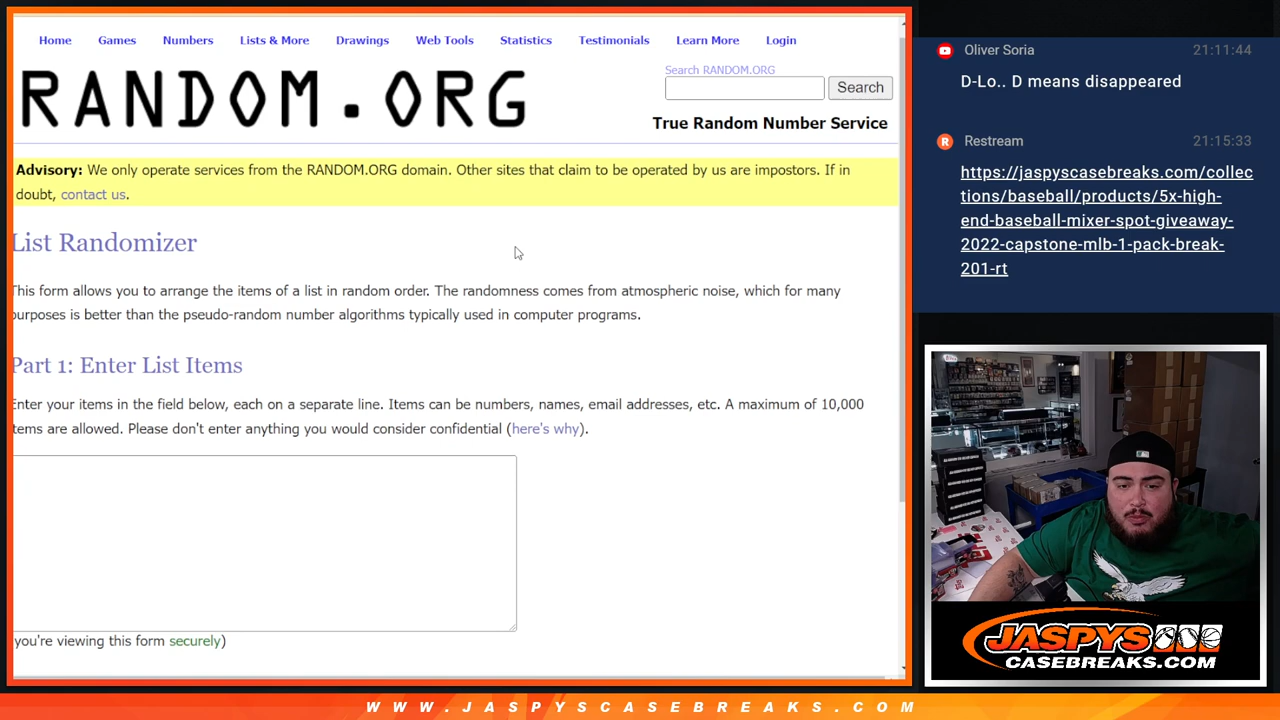 Home Games Numbers Lists & More Drawings Web Tools Statistics Testimonials Learn More Login
RANDOM.ORG
Search RANDOM.ORG
Search
True Random Number Service
Advisory: We only operate services from the RANDOM.ORG domain. Other sites that claim to be operated by us are impostors. If in
doubt, contact us.
List Randomizer
This form allows you to arrange the items of a list in random order. The randomness comes from atmospheric noise, which for many
purposes is better than the pseudo-random number algorithms typically used in computer programs.
Part 1: Enter List Items
Enter your items in the field below, each on a separate line. Items can be numbers, names, email addresses, etc. A maximum of 10,000
items are allowed. Please don't enter anything you would consider confidential (here's why).
you're viewing this form securely)
Oliver Soria 21:11:44
D-Lo.. D means disappeared
Restream 21:15:33
https://jaspyscasebreaks.com/collec
tions/baseball/products/5x-high-
end-baseball-mixer-spot-giveaway-
2022-capstone-mlb-1-pack-break-
201-rt
JASPYS
CASEBREAKS.COM
WWW.JASPYSCASEBREAKS.COM